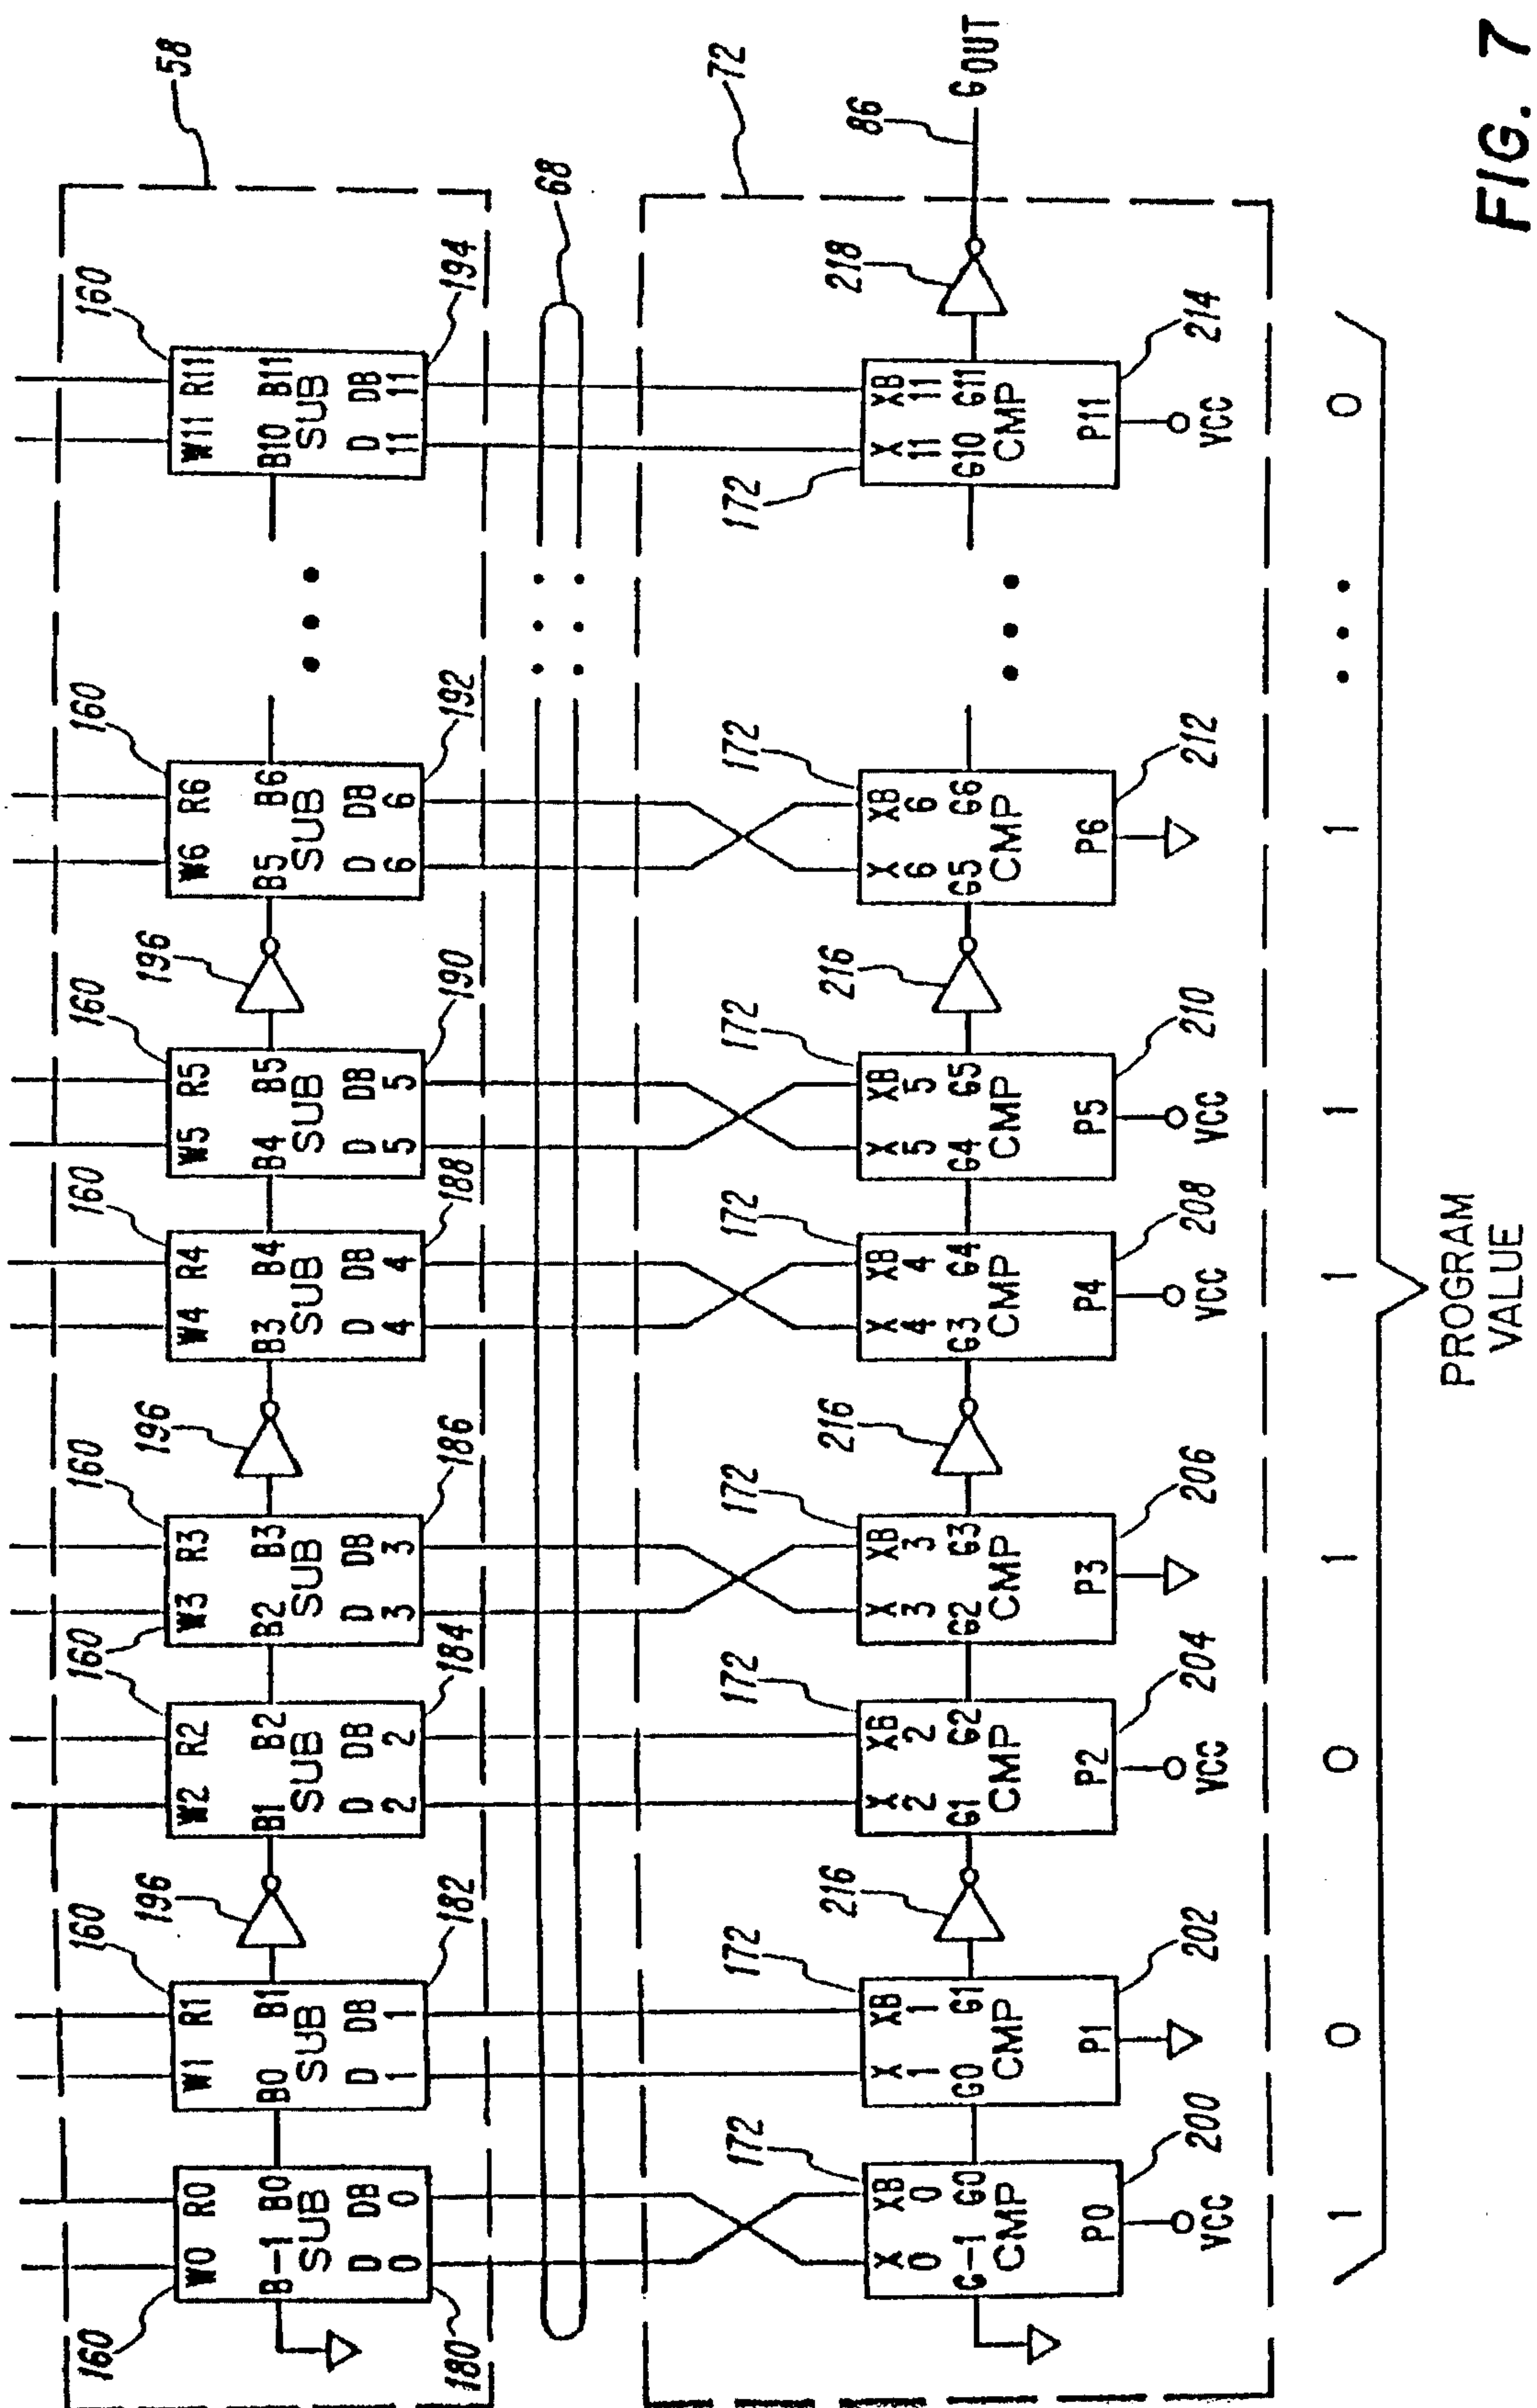 58
160 160 160 160 160 160 160 160 160
W0 R0 W1 R1 W2 R2 W3 R3 W4 R4 W5 R5 W6 R6 W11 R11
B-1 B0 B0 B1 B1 B2 B2 B3 B3 B4 B4 B5 B5 B6 B10 B11
196 196 196 196
SUB SUB SUB SUB SUB SUB SUB SUB
D DB D DB D DB D DB D DB D DB D DB D DB
0 0 1 1 2 2 3 3 4 4 5 5 6 6 11 11
180 182 184 186 188 190 192 194
68
72
172 172 172 172 172 172 172 172
X XB X XB X XB X XB X XB X XB X XB X XB
0 0 1 1 2 2 3 3 4 4 5 5 6 6 11 11
G-1 G0 G0 G1 G1 G2 G2 G3 G3 G4 G4 G5 G5 G6 G10 G11
216 216 216 216 218
86 GOUT
CMP CMP CMP CMP CMP CMP CMP CMP
P0 P1 P2 P3 P4 P5 P6 P11
200 202 204 206 208 210 212 214
VCC VCC VCC VCC VCC
1 0 0 1 1 1 1 ... 0
PROGRAM
VALUE
FIG. 7